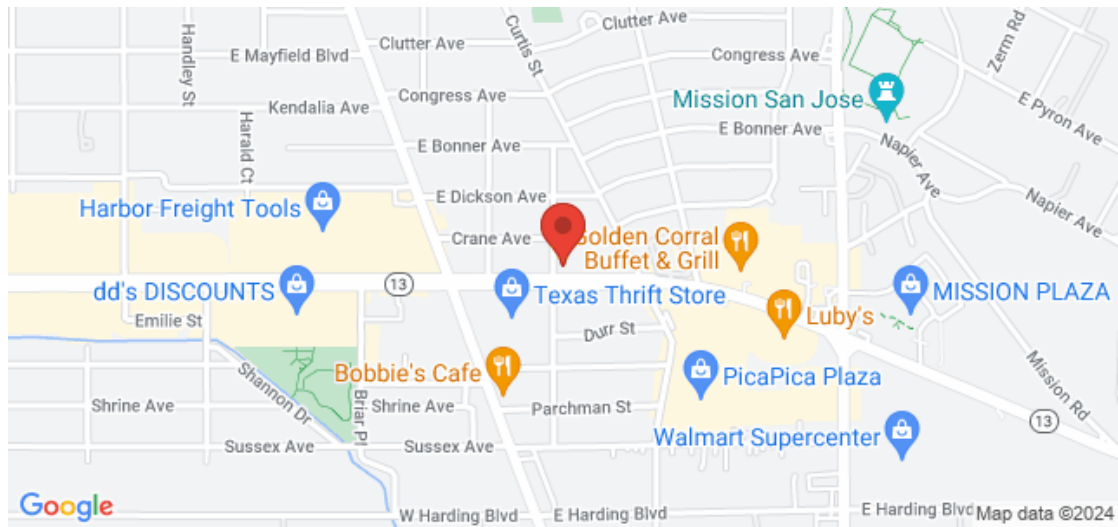 Clutter Ave
Clutter Ave
Zerm Rd
Handley St
E Mayfield Blvd
Curtis St
Congress Ave
Congress Ave
Kendalia Ave
Mission San Jose
E Pyron Ave
Harald Ct
E Bonner Ave
E Bonner Ave
Napier Ave
Napier Ave
E Dickson Ave
Harbor Freight Tools
Crane Ave
Golden Corral
Buffet & Grill
13
dd's DISCOUNTS
Texas Thrift Store
MISSION PLAZA
Emilie St
Durr St
Luby's
Bobbie's Cafe
PicaPica Plaza
Mission Rd
Shannon Dr
Briar Pl
Shrine Ave
Shrine Ave
Parchman St
13
Walmart Supercenter
Sussex Ave
Sussex Ave
Google
W Harding Blvd
E Harding Blvd
E Harding Blvd
Map data ©2024